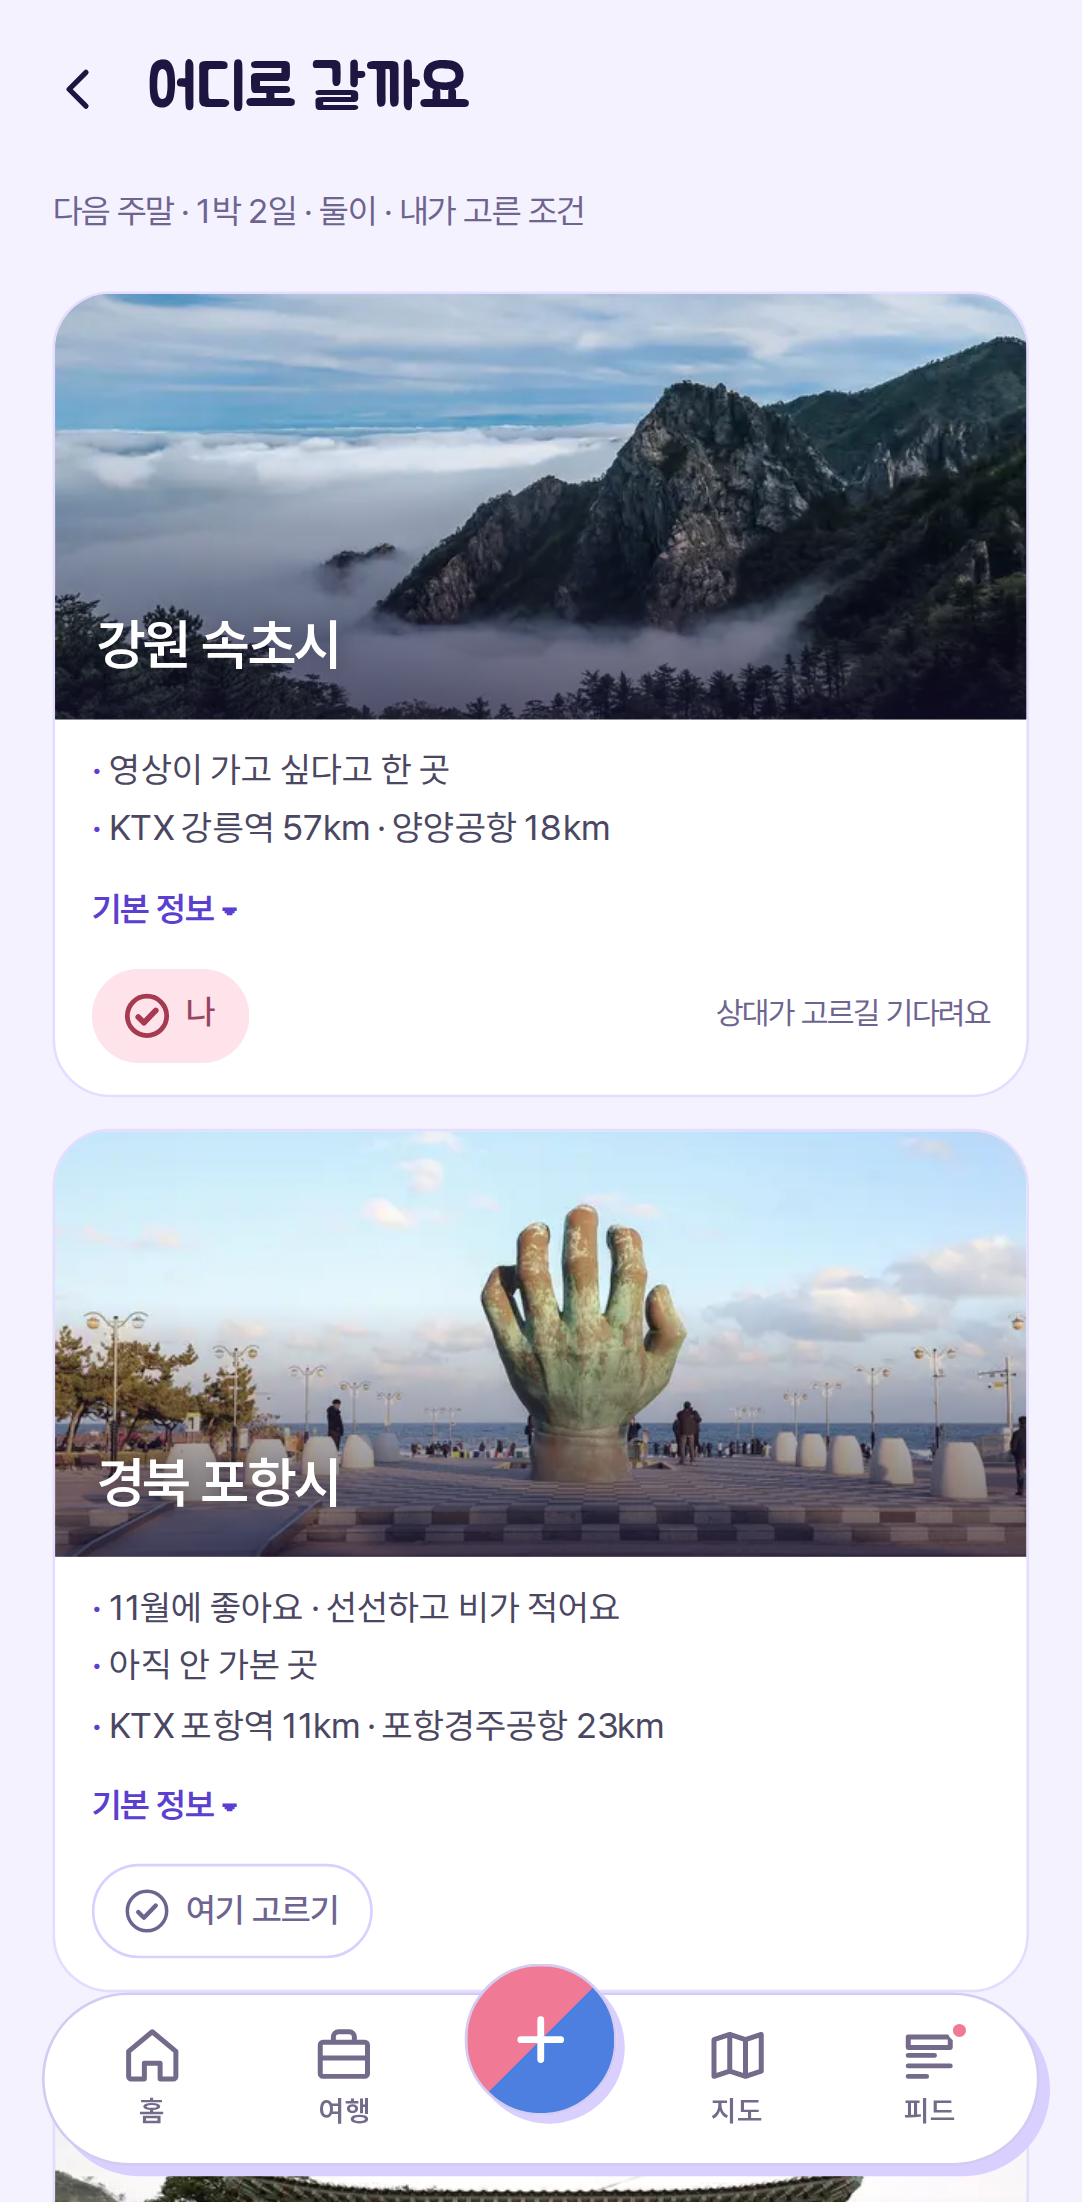 어디로 갈까요
다음 주말 · 1박 2일 · 둘이 · 내가 고른 조건
강원 속초시
· 영상이 가고 싶다고 한 곳
· KTX 강릉역 57km · 양양공항 18km
기본 정보
나
상대가 고르길 기다려요
경북 포항시
· 11월에 좋아요 · 선선하고 비가 적어요
· 아직 안 가본 곳
· KTX 포항역 11km · 포항경주공항 23km
기본 정보
여기 고르기
홈
여행
지도
피드